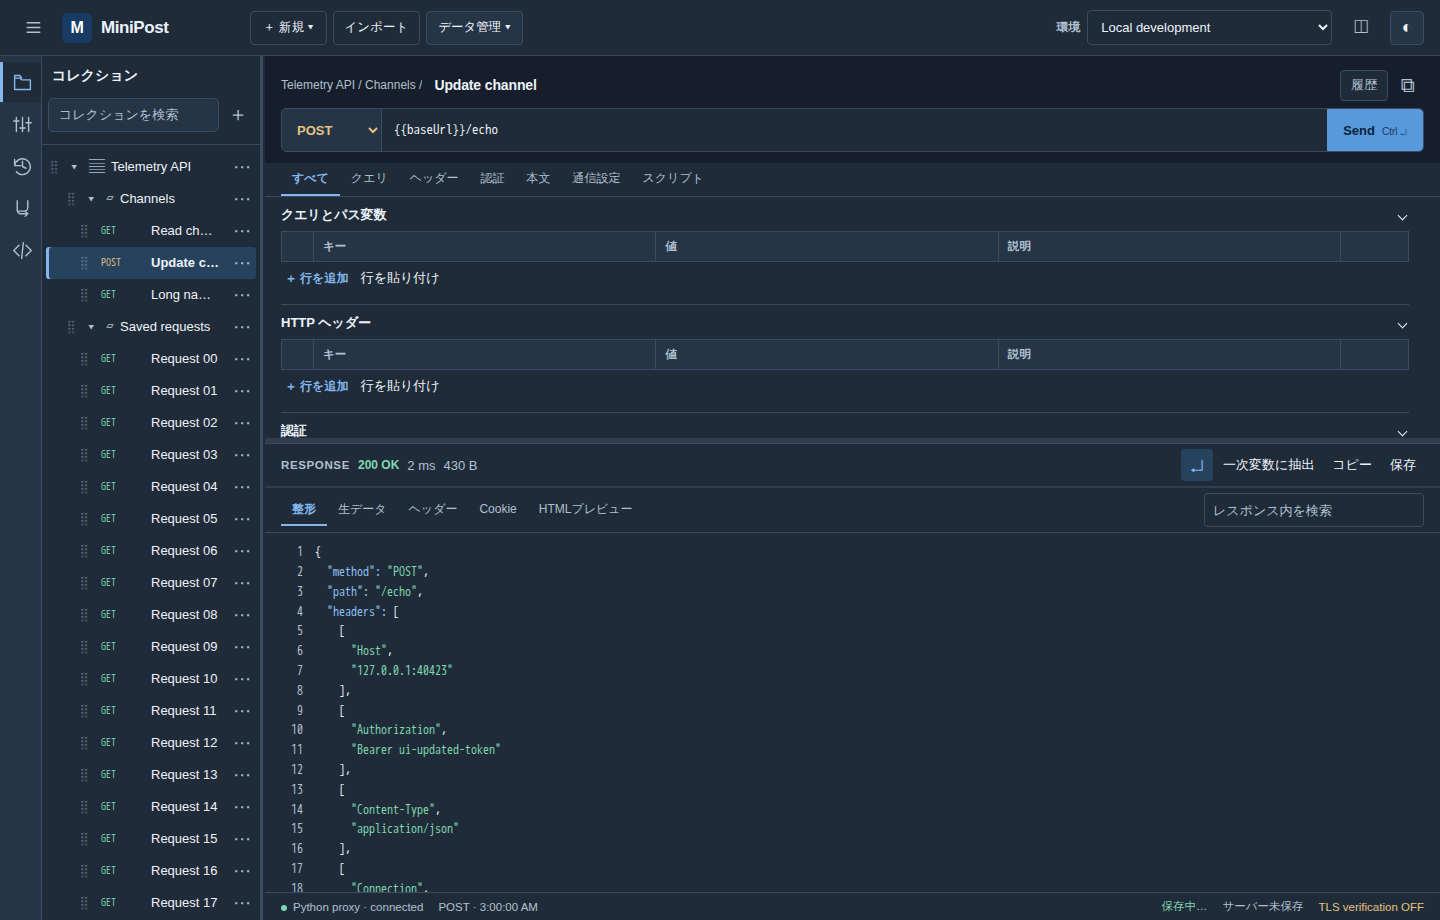 M MiniPost
＋ 新規 ▾
インポート
データ管理 ▾
環境
Local development
コレクション
コレクションを検索
Telemetry API
Channels
GET Read ch…
POST Update c…
GET Long na…
Saved requests
GET Request 00
GET Request 01
GET Request 02
GET Request 03
GET Request 04
GET Request 05
GET Request 06
GET Request 07
GET Request 08
GET Request 09
GET Request 10
GET Request 11
GET Request 12
GET Request 13
GET Request 14
GET Request 15
GET Request 16
GET Request 17
Telemetry API / Channels / Update channel
履歴
POST {{baseUrl}}/echo
Send Ctrl ⏎
すべて クエリ ヘッダー 認証 本文 通信設定 スクリプト
クエリとパス変数
キー 値 説明
+ 行を追加 行を貼り付け
HTTP ヘッダー
キー 値 説明
+ 行を追加 行を貼り付け
認証
RESPONSE 200 OK 2 ms 430 B
一次変数に抽出 コピー 保存
整形 生データ ヘッダー Cookie HTMLプレビュー
レスポンス内を検索
1 {
2 "method": "POST",
3 "path": "/echo",
4 "headers": [
5 [
6 "Host",
7 "127.0.0.1:40423"
8 ],
9 [
10 "Authorization",
11 "Bearer ui-updated-token"
12 ],
13 [
14 "Content-Type",
15 "application/json"
16 ],
17 [
18 "Connection",
Python proxy · connected POST · 3:00:00 AM
保存中… サーバー未保存 TLS verification OFF